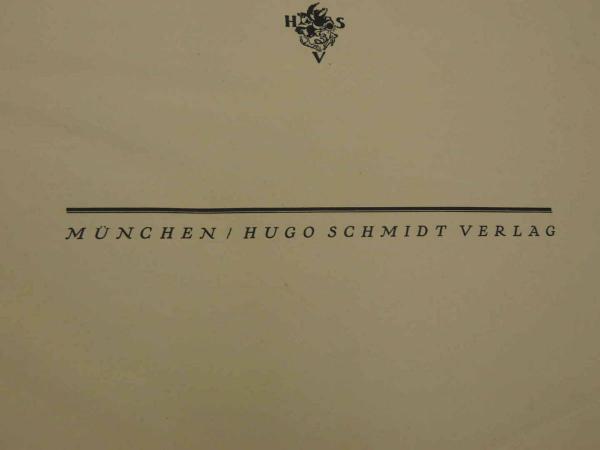 H S
V
MÜNCHEN / HUGO SCHMIDT VERLAG